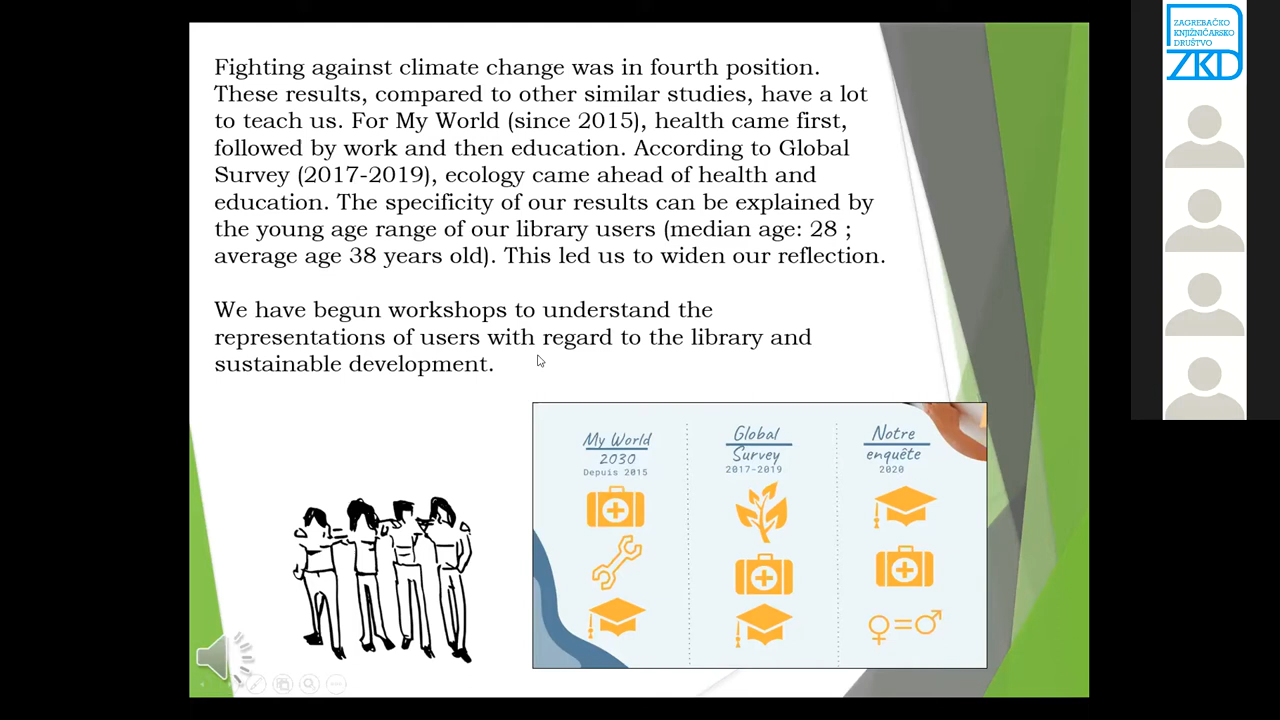 Fighting against climate change was in fourth position.
These results, compared to other similar studies, have a lot
to teach us. For My World (since 2015), health came first,
followed by work and then education. According to Global
Survey (2017-2019), ecology came ahead of health and
education. The specificity of our results can be explained by
the young age range of our library users (median age: 28 ;
average age 38 years old). This led us to widen our reflection.
We have begun workshops to understand the
representations of users with regard to the library and
sustainable development.
My World
2030
Depuis 2015
Global
Survey
2017-2019
Notre
enquête
2020
ZAGREBAČKO
KNJIŽNIČARSKO
DRUŠTVO
ZKD